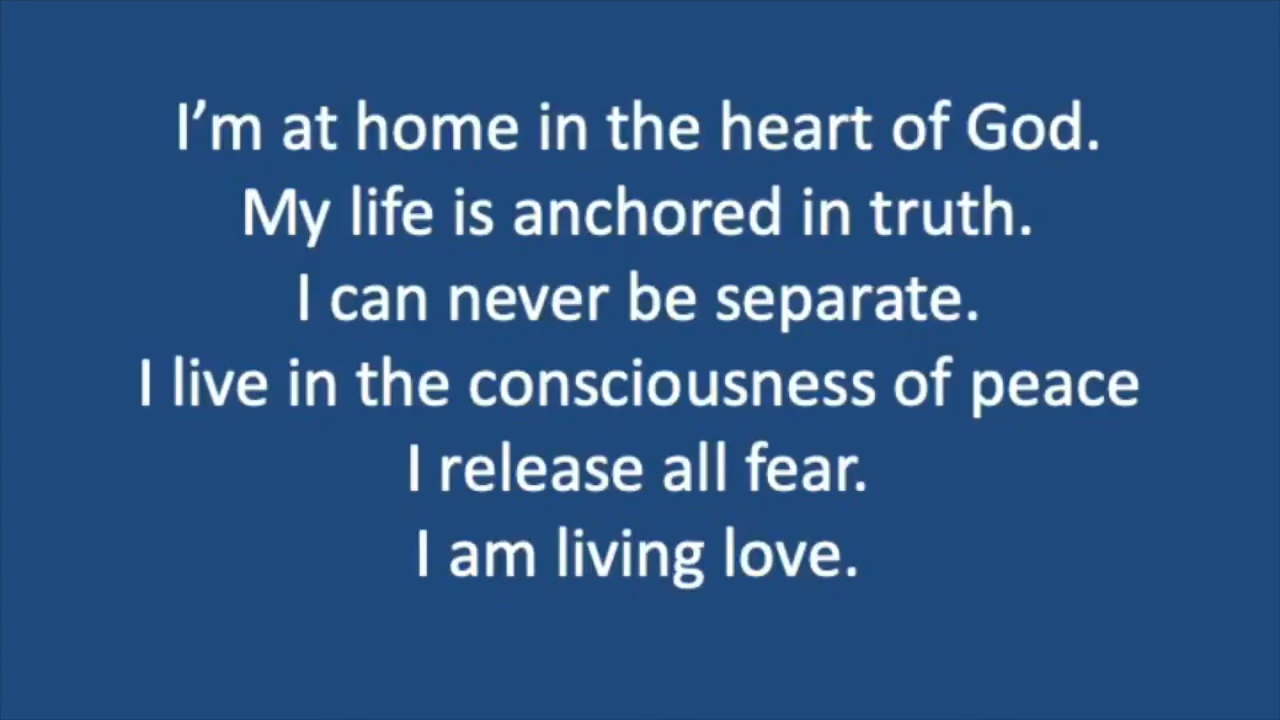 I’m at home in the heart of God.
My life is anchored in truth.
I can never be separate.
I live in the consciousness of peace
I release all fear.
I am living love.